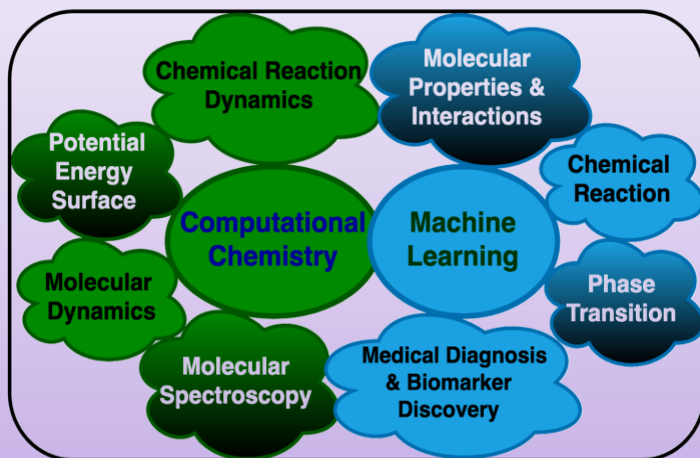 Chemical Reaction
Dynamics
Molecular
Properties &
Interactions
Potential
Energy
Surface
Chemical
Reaction
Computational
Chemistry
Machine
Learning
Molecular
Dynamics
Phase
Transition
Molecular
Spectroscopy
Medical Diagnosis
& Biomarker
Discovery